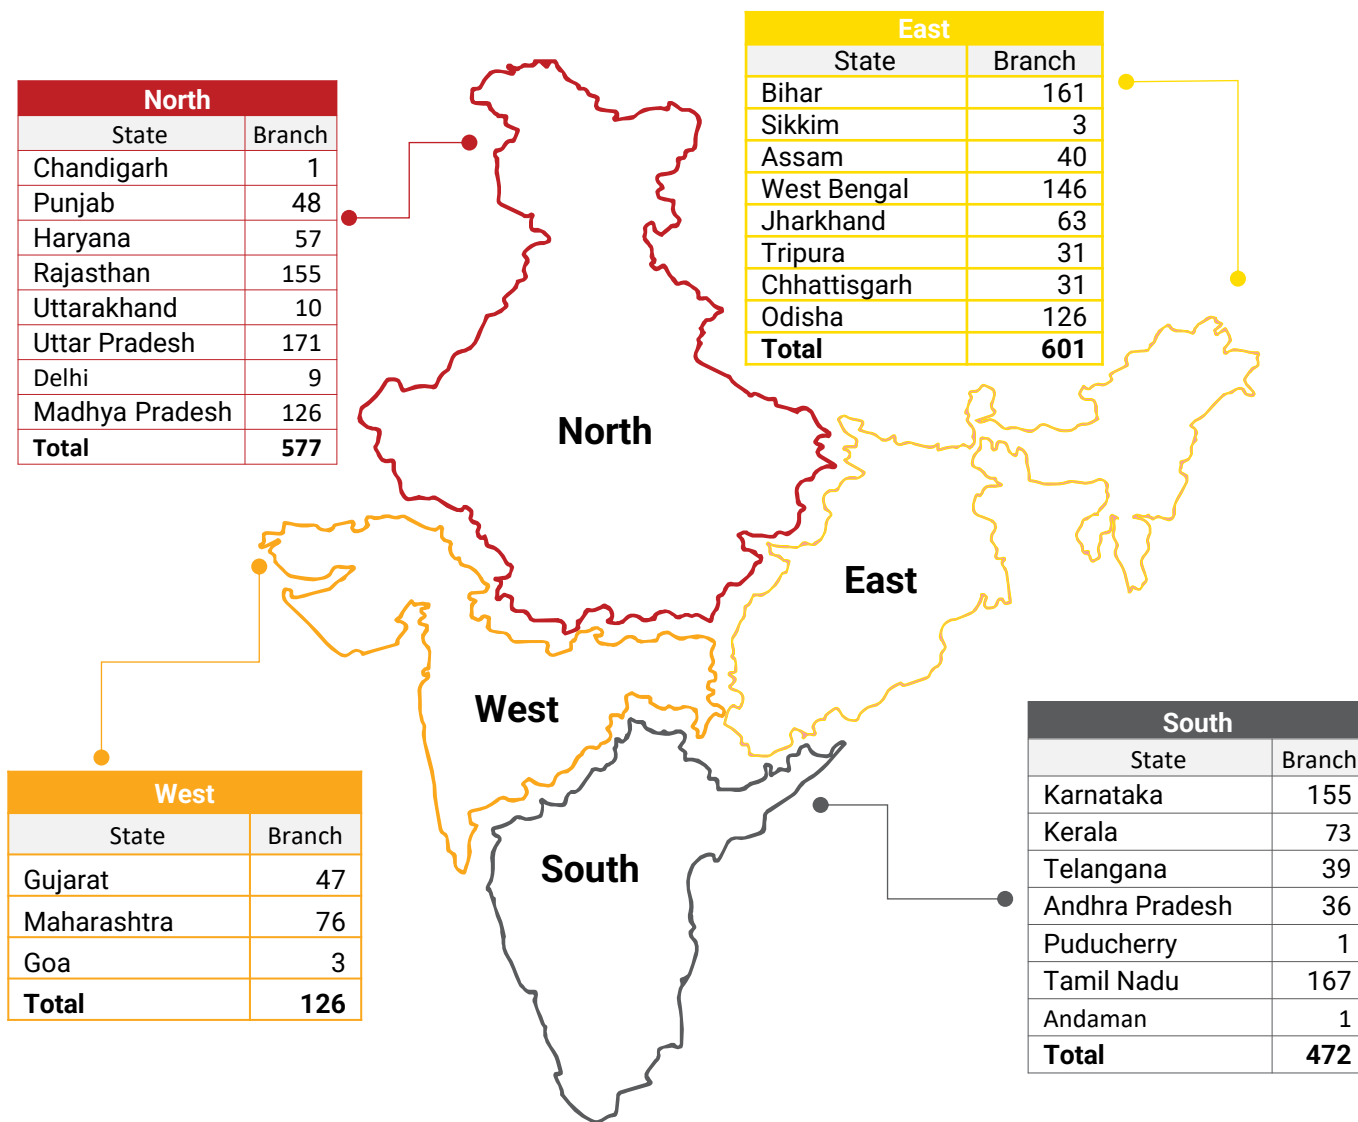 East
State Branch
Bihar 161
Sikkim 3
Assam 40
West Bengal 146
Jharkhand 63
Tripura 31
Chhattisgarh 31
Odisha 126
Total 601
North
State Branch
Chandigarh 1
Punjab 48
Haryana 57
Rajasthan 155
Uttarakhand 10
Uttar Pradesh 171
Delhi 9
Madhya Pradesh 126
Total 577
North
East
West
South
West
State Branch
Gujarat 47
Maharashtra 76
Goa 3
Total 126
South
State Branch
Karnataka 155
Kerala 73
Telangana 39
Andhra Pradesh 36
Puducherry 1
Tamil Nadu 167
Andaman 1
Total 472